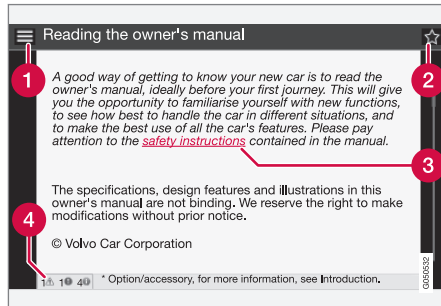 Reading the owner's manual
1
2
A good way of getting to know your new car is to read the
owner's manual, ideally before your first journey. This will give
you the opportunity to familiarise yourself with new functions,
to see how best to handle the car in different situations, and
to make the best use of all the car's features. Please pay
attention to the safety instructions contained in the manual.
3
The specifications, design features and illustrations in this
owner's manual are not binding. We reserve the right to make
modifications without prior notice.
4
© Volvo Car Corporation
1 1 4 * Option/accessory, for more information, see Introduction.
G050532